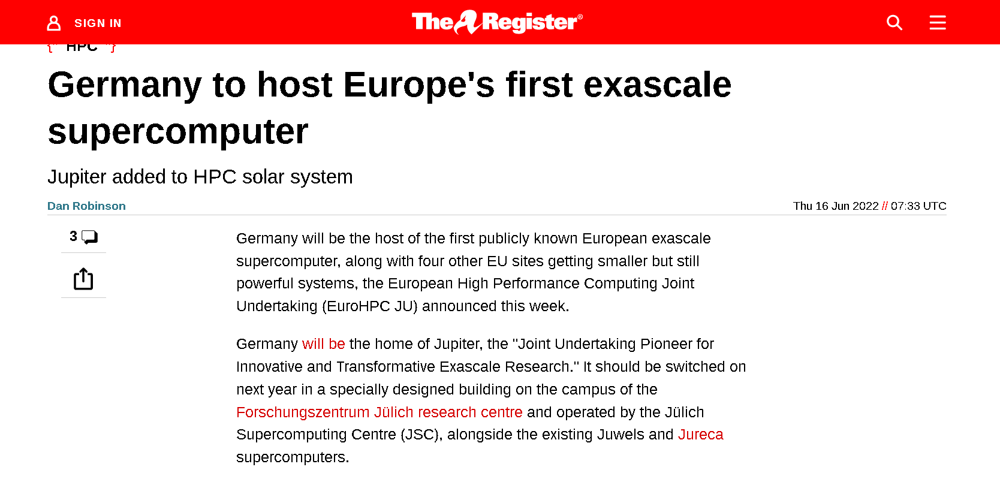 SIGN IN
The Register®
{* HPC *}
Germany to host Europe's first exascale
supercomputer
Jupiter added to HPC solar system
Dan Robinson
Thu 16 Jun 2022 // 07:33 UTC
3
Germany will be the host of the first publicly known European exascale
supercomputer, along with four other EU sites getting smaller but still
powerful systems, the European High Performance Computing Joint
Undertaking (EuroHPC JU) announced this week.
Germany will be the home of Jupiter, the "Joint Undertaking Pioneer for
Innovative and Transformative Exascale Research." It should be switched on
next year in a specially designed building on the campus of the
Forschungszentrum Jülich research centre and operated by the Jülich
Supercomputing Centre (JSC), alongside the existing Juwels and Jureca
supercomputers.